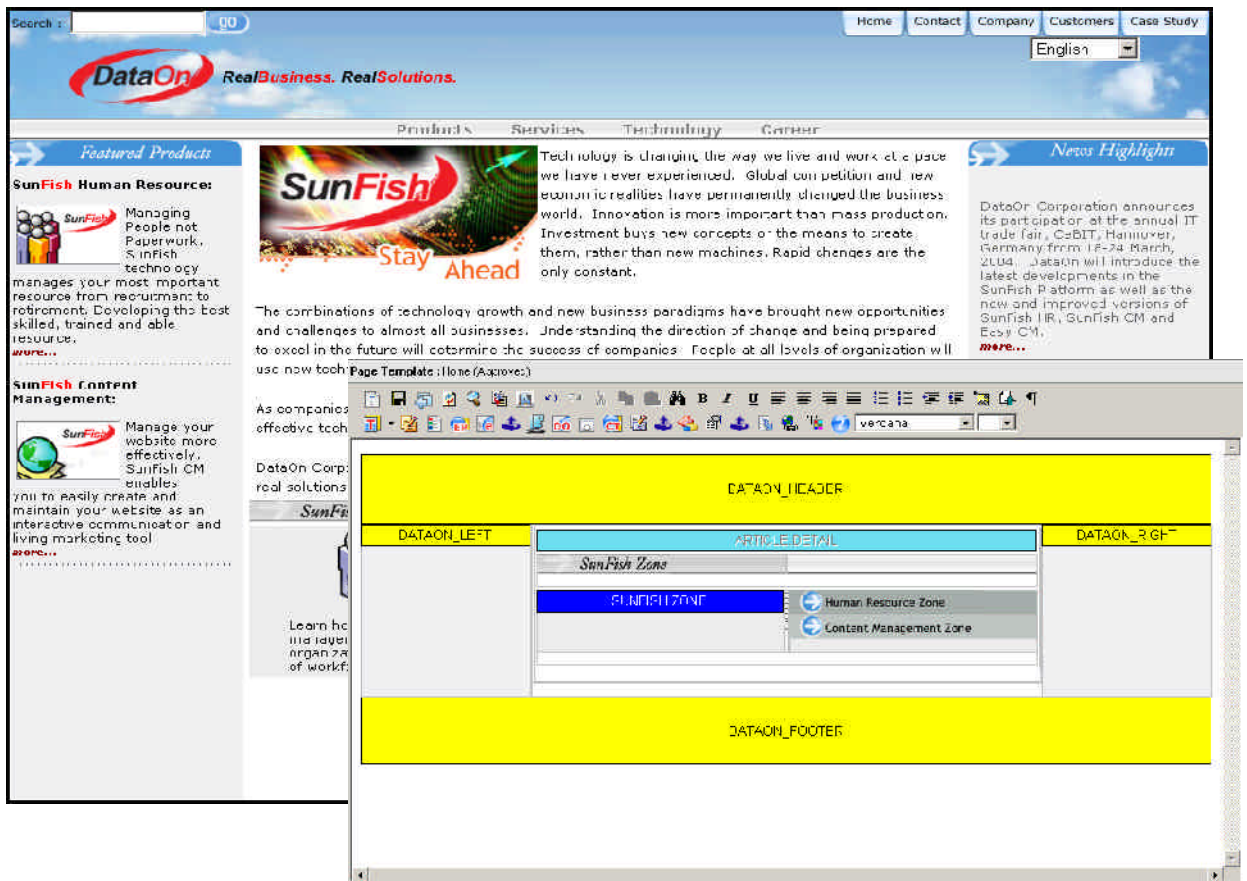 Search :
go
Home Contact Company Customers Case Study
English
DataOn RealBusiness. RealSolutions.
Products Services Technology Career
Featured Products
SunFish Human Resource:
SunFish
Managing
People not
Paperwork.
SunFish
technology
manages your most important
resource from recruitment to
retirement. Developing the best
skilled, trained and able
resource.
more...
SunFish Content
Management:
SunFish
Manage your
website more
effectively.
SunFish CM
enables
you to easily create and
maintain your website as an
interactive communication and
living marketing tool
more...
SunFish
Stay Ahead
Technology is changing the way we live and work at a pace
we have never experienced. Global competition and new
economic realities have permanently changed the business
world. Innovation is more important than mass production.
Investment buys new concepts or the means to create
them, rather than new machines. Rapid changes are the
only constant.
The combinations of technology growth and new business paradigms have brought new opportunities
and challenges to almost all businesses. Understanding the direction of change and being prepared
to excel in the future will determine the success of companies. People at all levels of organization will
use new tech
As companies
effective tech
DataOn Corp
real solutions
SunFi
Learn ho
manage
organiza
of workf
News Highlights
DataOn Corporation announces
its participation at the annual IT
trade fair, CeBIT, Hannover,
Germany from 18-24 March,
2004. DataOn will introduce the
latest developments in the
SunFish Platform as well as the
new and improved versions of
SunFish HR, SunFish CM and
Easy CM.
more...
Page Template : Home (Approved)
B I U
verdana
DATAON_HEADER
DATAON_LEFT
ARTICLE DETAIL
DATAON_RIGHT
SunFish Zone
SUNFISH ZONE
Human Resource Zone
Content Management Zone
DATAON_FOOTER